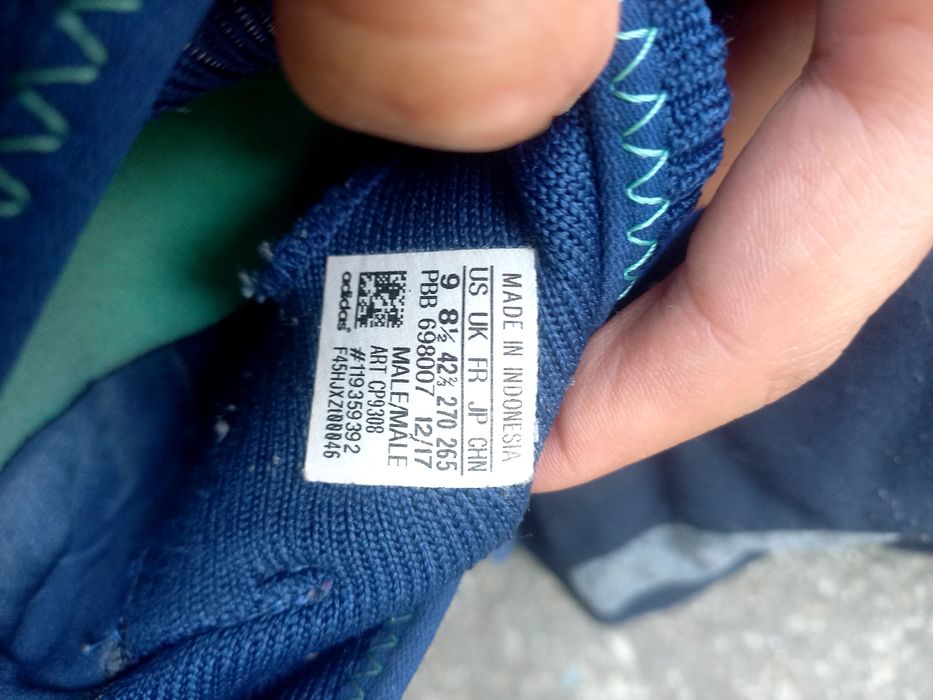 MADE IN INDONESIA
US UK FR JP CHN
9 8½ 42⅔ 270 265
PBB 698007 12/17
MALE/MALE
ART CP9308
#119359392
F45HJXZ100046
adidas